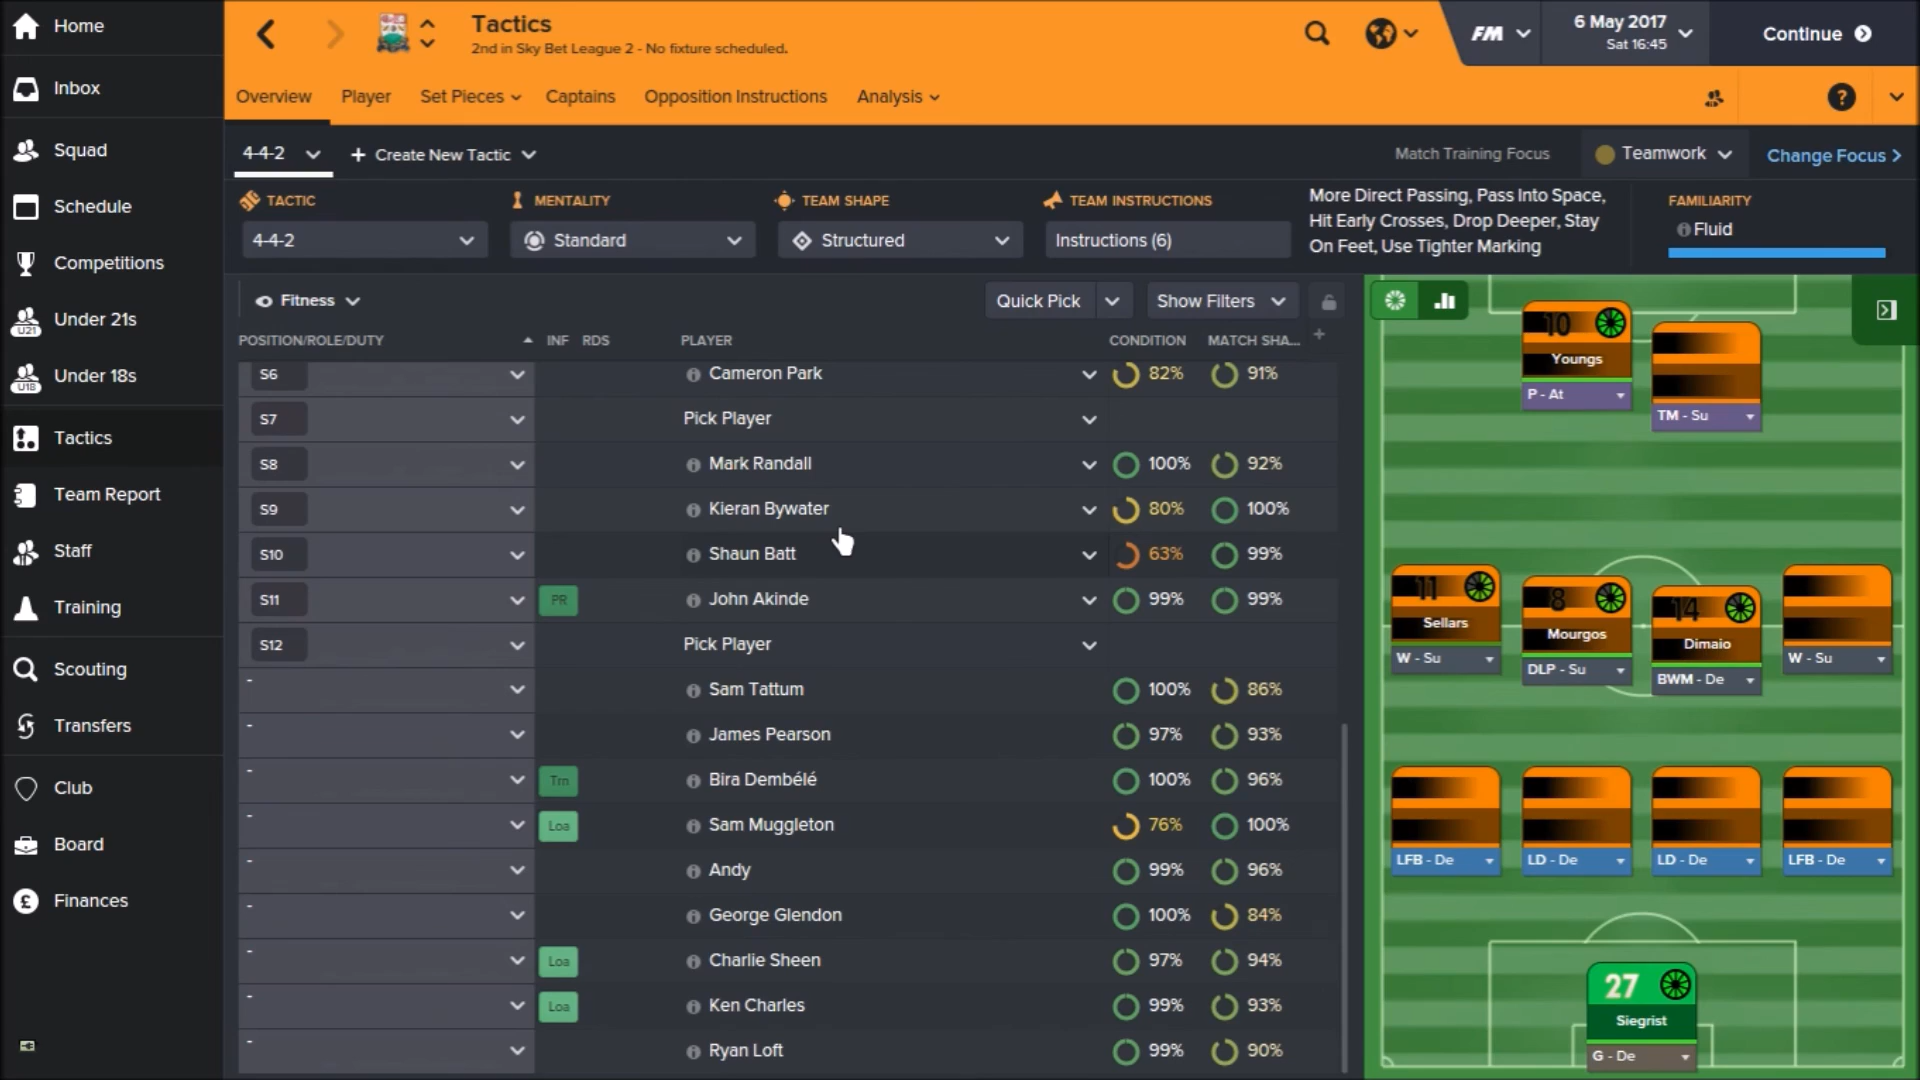 Home
Inbox
Squad
Schedule
Competitions
U21
Under 21s
U18
Under 18s
Tactics
Team Report
Staff
Training
Scouting
Transfers
Club
Board
Finances
Tactics
2nd in Sky Bet League 2 - No fixture scheduled.
FM
6 May 2017
Sat 16:45
Continue
Overview
Player
Set Pieces
Captains
Opposition Instructions
Analysis
?
4-4-2
+ Create New Tactic
Match Training Focus
Teamwork
Change Focus >
TACTIC
4-4-2
MENTALITY
Standard
TEAM SHAPE
Structured
TEAM INSTRUCTIONS
Instructions (6)
More Direct Passing, Pass Into Space,
Hit Early Crosses, Drop Deeper, Stay
On Feet, Use Tighter Marking
FAMILIARITY
Fluid
Fitness
Quick Pick
Show Filters
POSITION/ROLE/DUTY INF RDS PLAYER CONDITION MATCH SHA... +
S6 Cameron Park 82% 91%
S7 Pick Player
S8 Mark Randall 100% 92%
S9 Kieran Bywater 80% 100%
S10 Shaun Batt 63% 99%
S11 PR John Akinde 99% 99%
S12 Pick Player
- Sam Tattum 100% 86%
- James Pearson 97% 93%
- Trn Bira Dembélé 100% 96%
- Loa Sam Muggleton 76% 100%
- Andy 99% 96%
- George Glendon 100% 84%
- Loa Charlie Sheen 97% 94%
- Loa Ken Charles 99% 93%
- Ryan Loft 99% 90%
10
Youngs
P - At
TM - Su
11
Sellars
W - Su
8
Mourgos
DLP - Su
14
Dimaio
BWM - De
W - Su
LFB - De
LD - De
LD - De
LFB - De
27
Siegrist
G - De